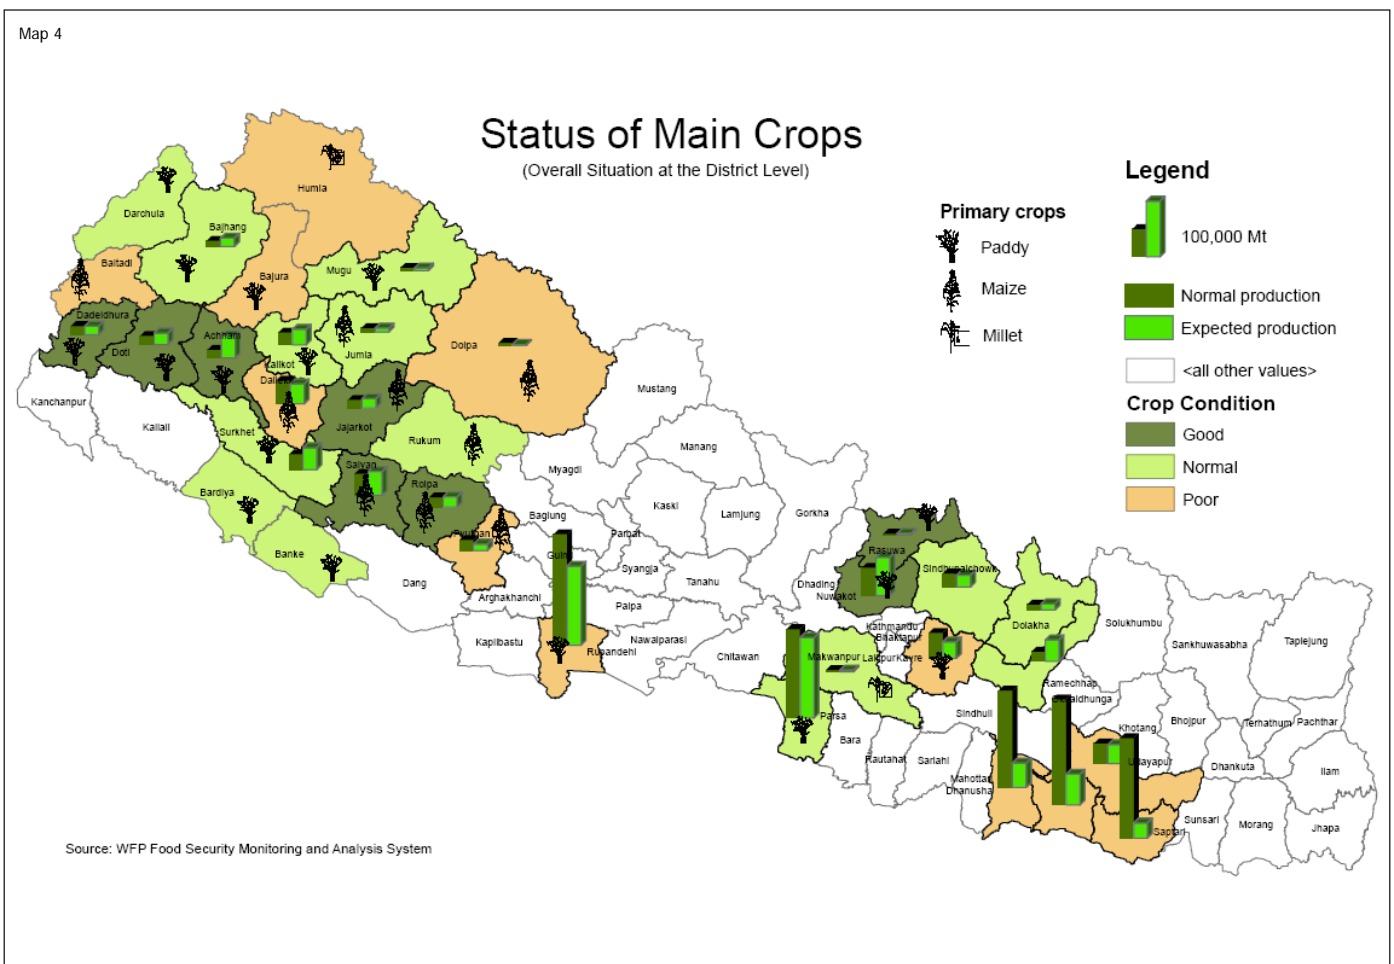 Map 4
Status of Main Crops
(Overall Situation at the District Level)
Legend
100,000 Mt
Normal production
Expected production
<all other values>
Crop Condition
Good
Normal
Poor
Primary crops
Paddy
Maize
Millet
Humla
Darchula
Bajhang
Baitadi
Bajura
Mugu
Dadeldhura
Doti
Achham
Kalikot
Jumla
Dolpa
Kanchanpur
Kailali
Surkhet
Jajarkot
Rukum
Mustang
Manang
Myagdi
Salyan
Rolpa
Bardiya
Banke
Dang
Baglung
Kaski
Lamjung
Gorkha
Parbat
Syangja
Tanahu
Arghakhanchi
Palpa
Kapilbastu
Nawalparasi
Rupandehi
Chitawan
Rasuwa
Dhading
Nuwakot
Sindhupalchowk
Dolakha
Kathmandu
Bhaktapur
Lalitpur
Kavre
Makwanpur
Parsa
Bara
Rautahat
Sarlahi
Sindhuli
Mahottari
Dhanusha
Ramechhap
Okhaldhunga
Solukhumbu
Sankhuwasabha
Taplejung
Khotang
Bhojpur
Terhathum
Pachthar
Udayapur
Dhankuta
Ilam
Saptari
Sunsari
Morang
Jhapa
Source: WFP Food Security Monitoring and Analysis System